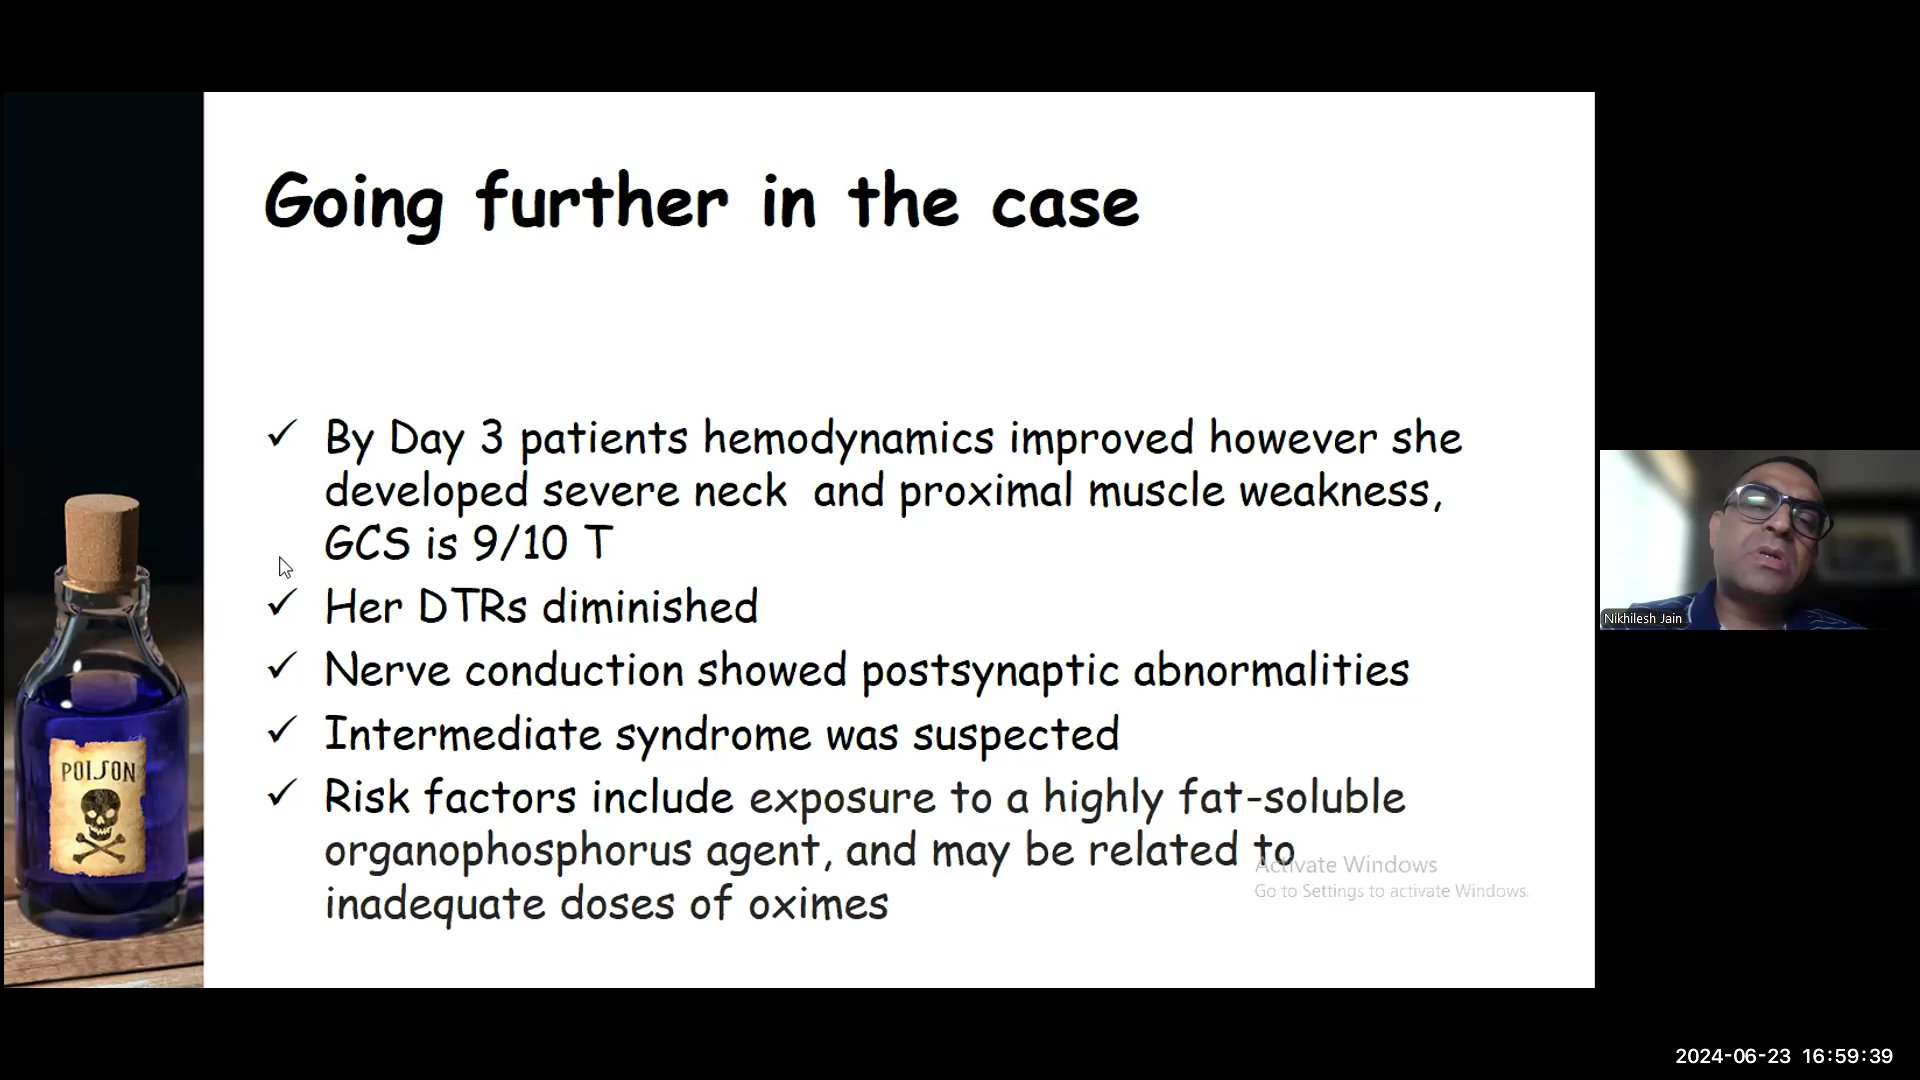 Going further in the case
✓ By Day 3 patients hemodynamics improved however she
developed severe neck and proximal muscle weakness,
GCS is 9/10 T
✓ Her DTRs diminished
✓ Nerve conduction showed postsynaptic abnormalities
✓ Intermediate syndrome was suspected
✓ Risk factors include exposure to a highly fat-soluble
organophosphorus agent, and may be related to
inadequate doses of oximes
POISON
Activate Windows
Go to Settings to activate Windows.
Nikhilesh Jain
2024-06-23 16:59:39